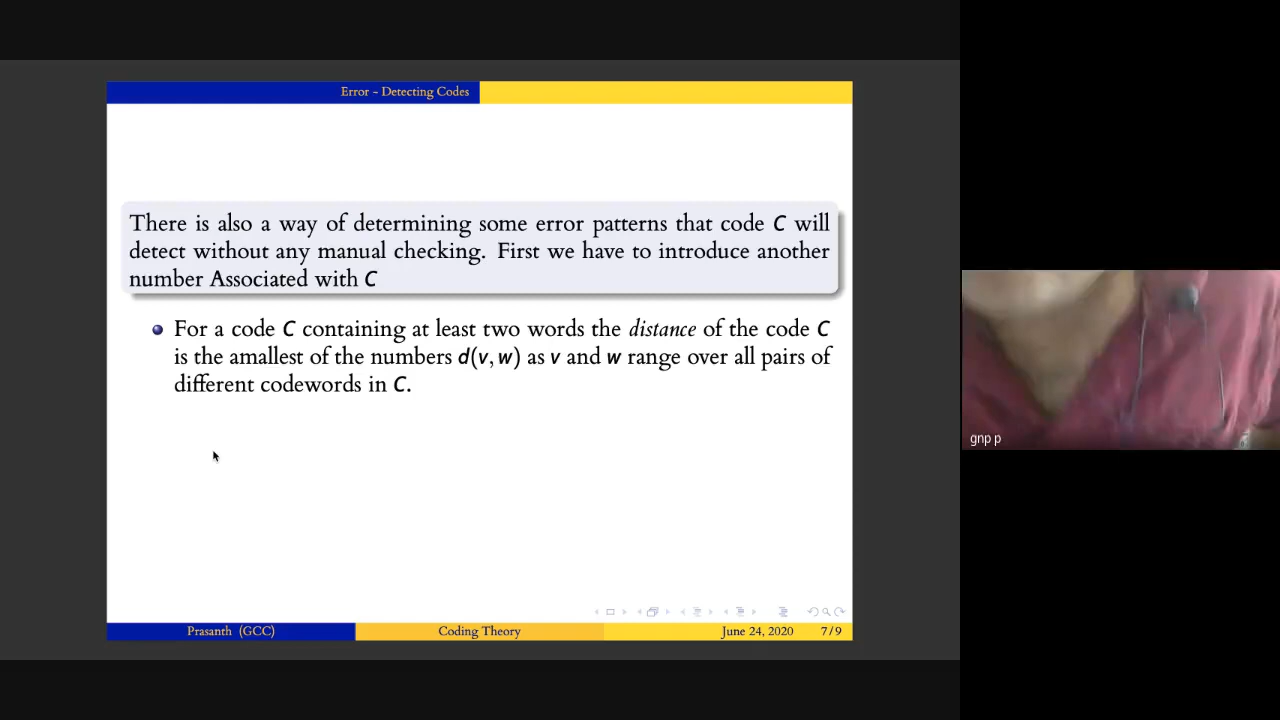 Error - Detecting Codes
There is also a way of determining some error patterns that code C will
detect without any manual checking. First we have to introduce another
number Associated with C
For a code C containing at least two words the distance of the code C
is the amallest of the numbers d(v, w) as v and w range over all pairs of
different codewords in C.
gnp p
Prasanth (GCC) Coding Theory June 24, 2020 7/9